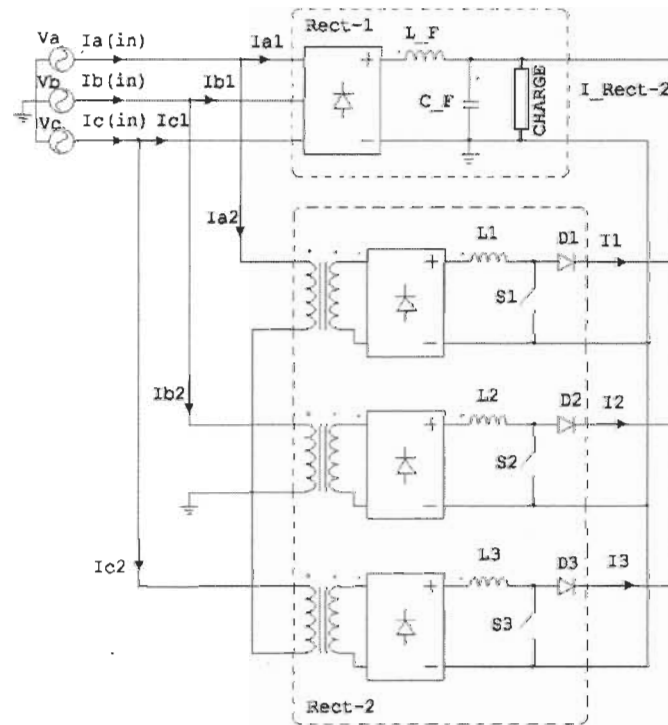 Rect-1
Va
Ia(in)
Ia1
L_F
Vb
Ib(in)
Ib1
C_F
CHARGE
I_Rect-2
Vc
Ic(in)
Ic1
+
-
Ia2
L1
D1
I1
+
S1
-
Ib2
L2
D2
I2
+
S2
-
Ic2
L3
D3
I3
+
S3
-
Rect-2